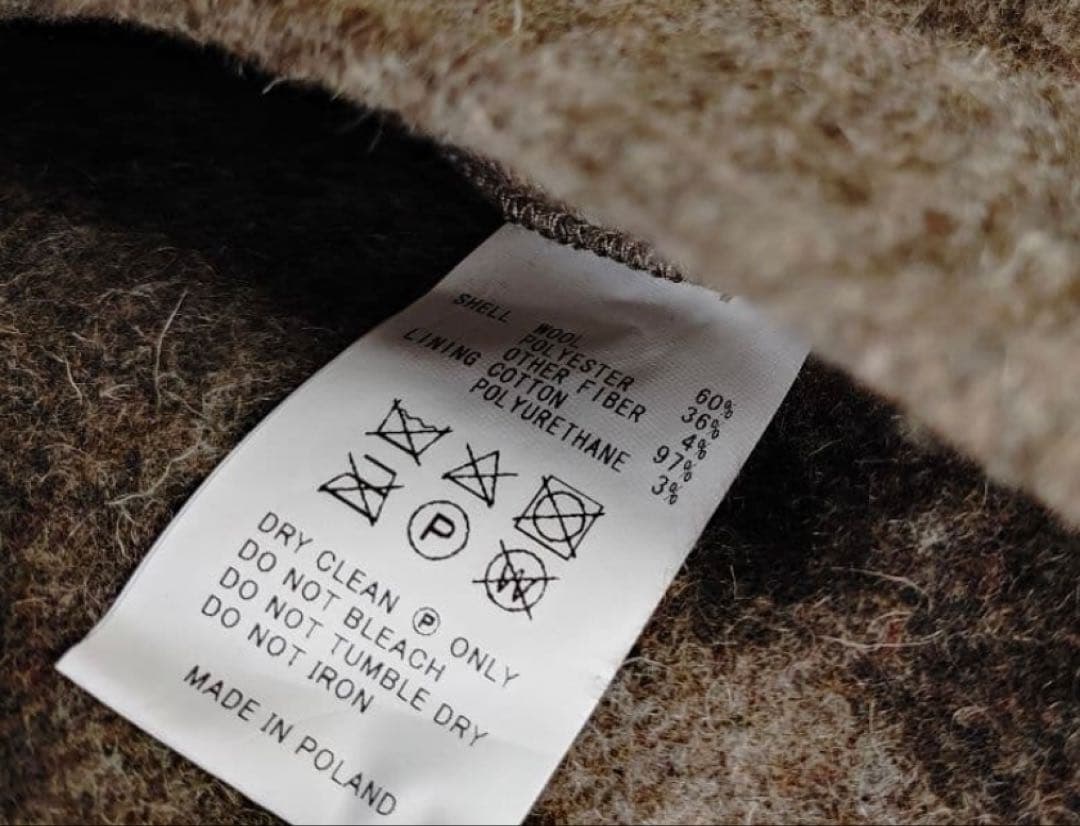 SHELL WOOL 60%
POLYESTER 36%
OTHER FIBER 4%
LINING COTTON 97%
POLYURETHANE 3%
P
W
DRY CLEAN Ⓟ ONLY
DO NOT BLEACH
DO NOT TUMBLE DRY
DO NOT IRON
MADE IN POLAND